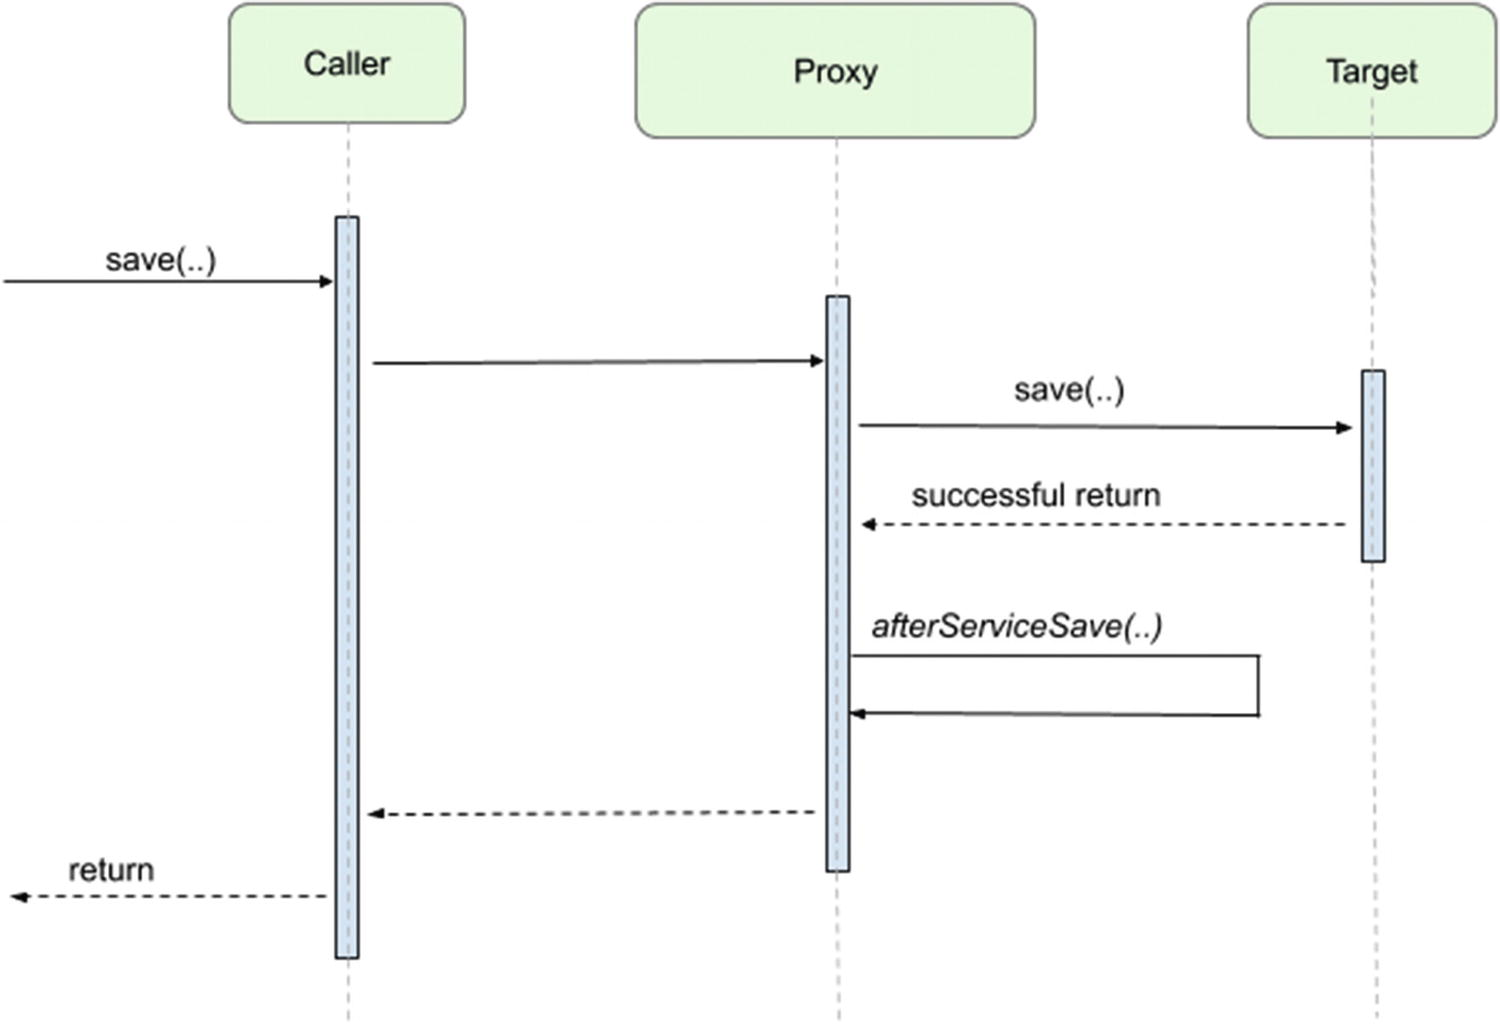 Caller
Proxy
Target
save(..)
save(..)
successful return
afterServiceSave(..)
return